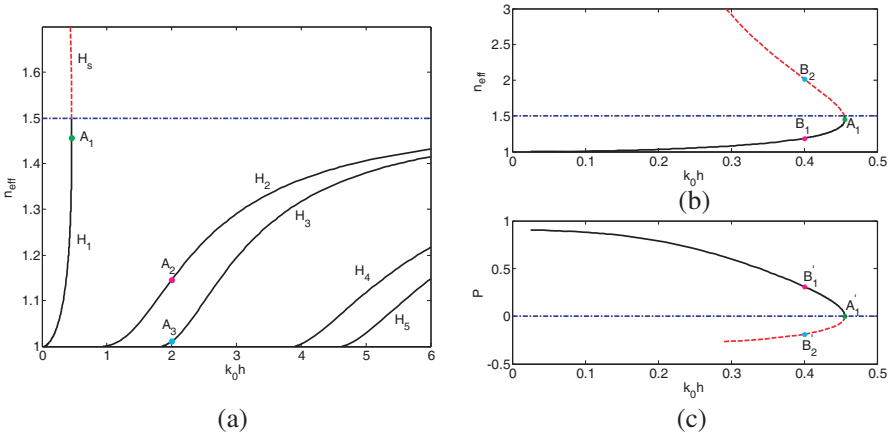 n_eff
1.7
1.6
1.5
1.4
1.3
1.2
1.1
1
H_s
A_1
H_1
H_2
H_3
A_2
A_3
H_4
H_5
0
1
2
3
4
5
6
k_0h
(a)
n_eff
3
2.5
2
1.5
1
B_2
B_1
A_1
0
0.1
0.2
0.3
0.4
0.5
k_0h
(b)
P
1
0.5
0
-0.5
B_1'
A_1'
B_2'
0
0.1
0.2
0.3
0.4
0.5
k_0h
(c)